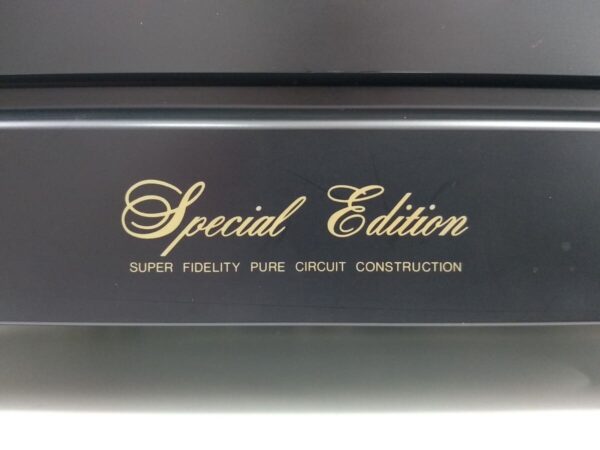 Special Edition
SUPER FIDELITY PURE CIRCUIT CONSTRUCTION